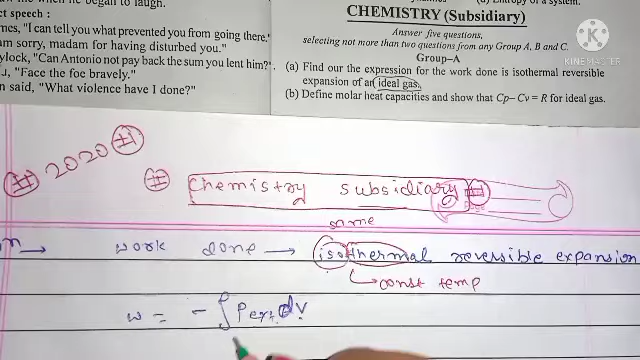 mes, "I can tell you what prevented you from going there."
am sorry, madam for having disturbed you."
ylock, "Can Antonio not pay back the sum you lent him?"
"Face the foe bravely."
n said, "What violence have I done?"
CHEMISTRY (Subsidiary)
Answer five questions,
selecting not more than two questions from any Group A, B and C.
Group-A
(a) Find our the expression for the work done is isothermal reversible
expansion of an ideal gas.
(b) Define molar heat capacities and show that Cp – Cv = R for ideal gas.
KINEMASTER
2020
Chemistry subsidiary
same
work done → isothermal reversible expansion
const temp
w = - ∫ Pext dv